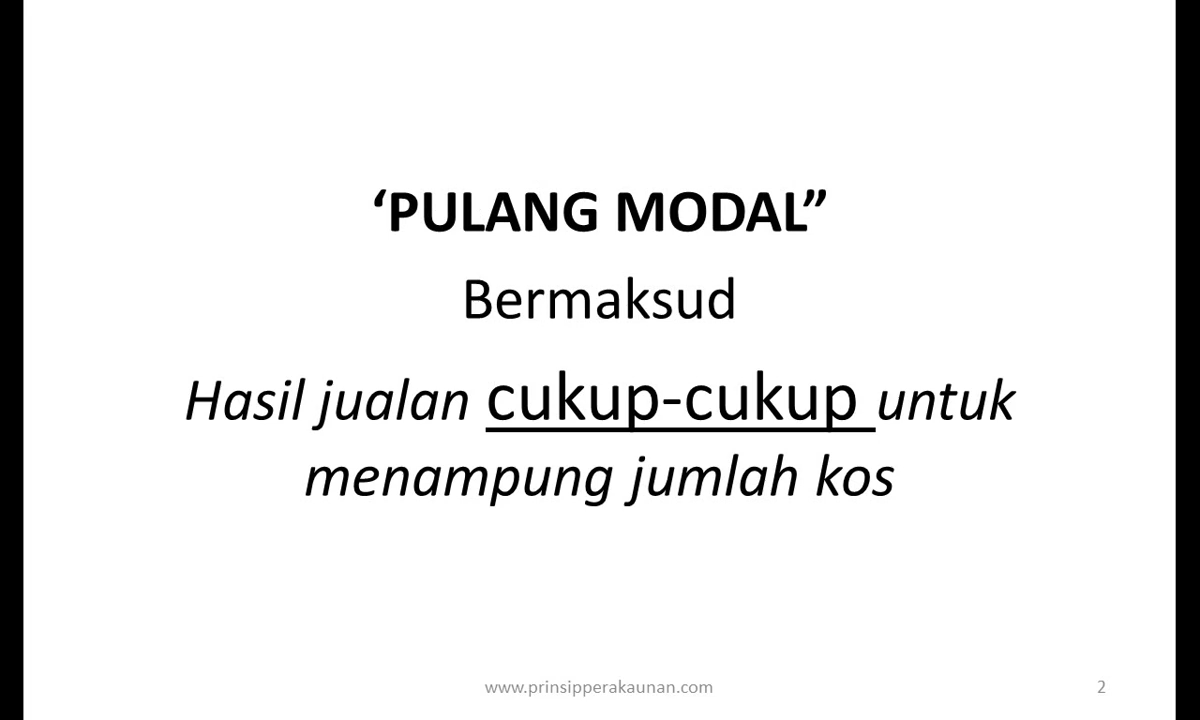 ‘PULANG MODAL”
Bermaksud
Hasil jualan cukup-cukup untuk
menampung jumlah kos
www.prinsipperakaunan.com
2